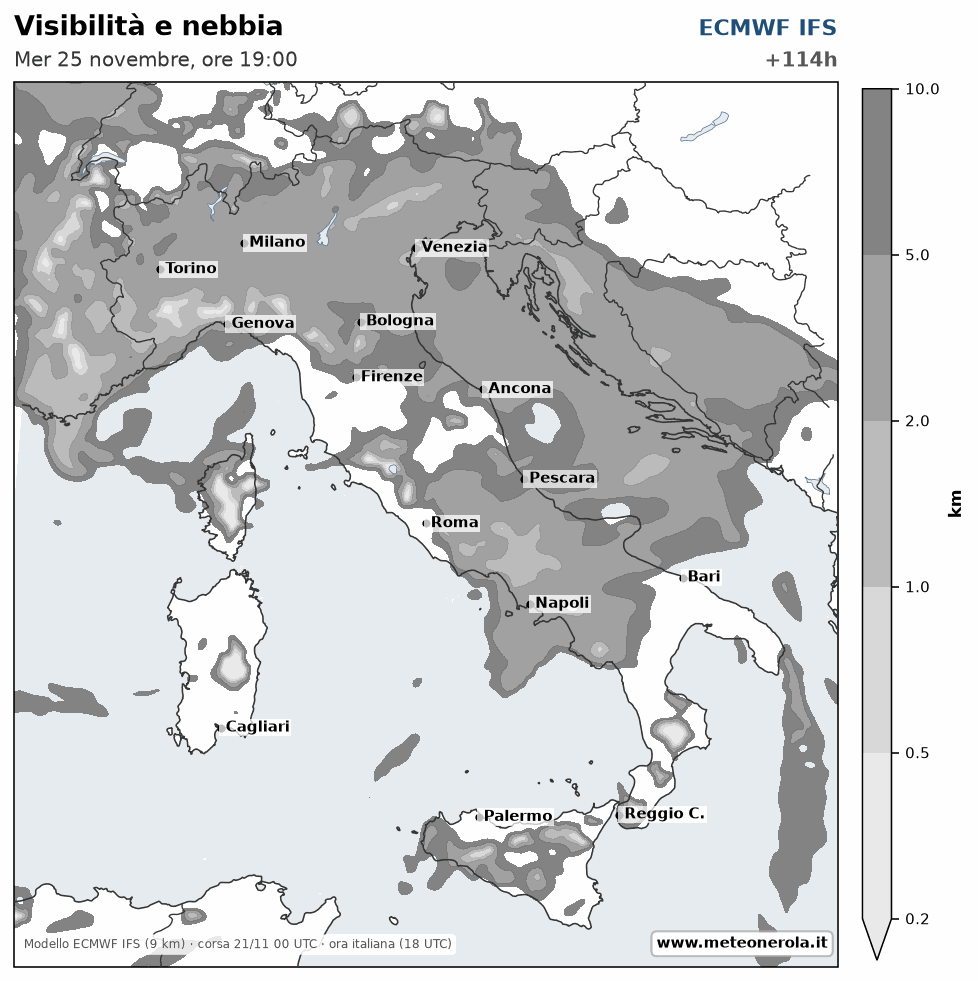 Visibilità e nebbia
ECMWF IFS
Mer 25 novembre, ore 19:00
+114h
10.0
5.0
2.0
1.0
0.5
0.2
km
Milano
Venezia
Torino
Genova
Bologna
Firenze
Ancona
Pescara
Roma
Bari
Napoli
Cagliari
Palermo
Reggio C.
Modello ECMWF IFS (9 km) · corsa 21/11 00 UTC · ora italiana (18 UTC)
www.meteonerola.it